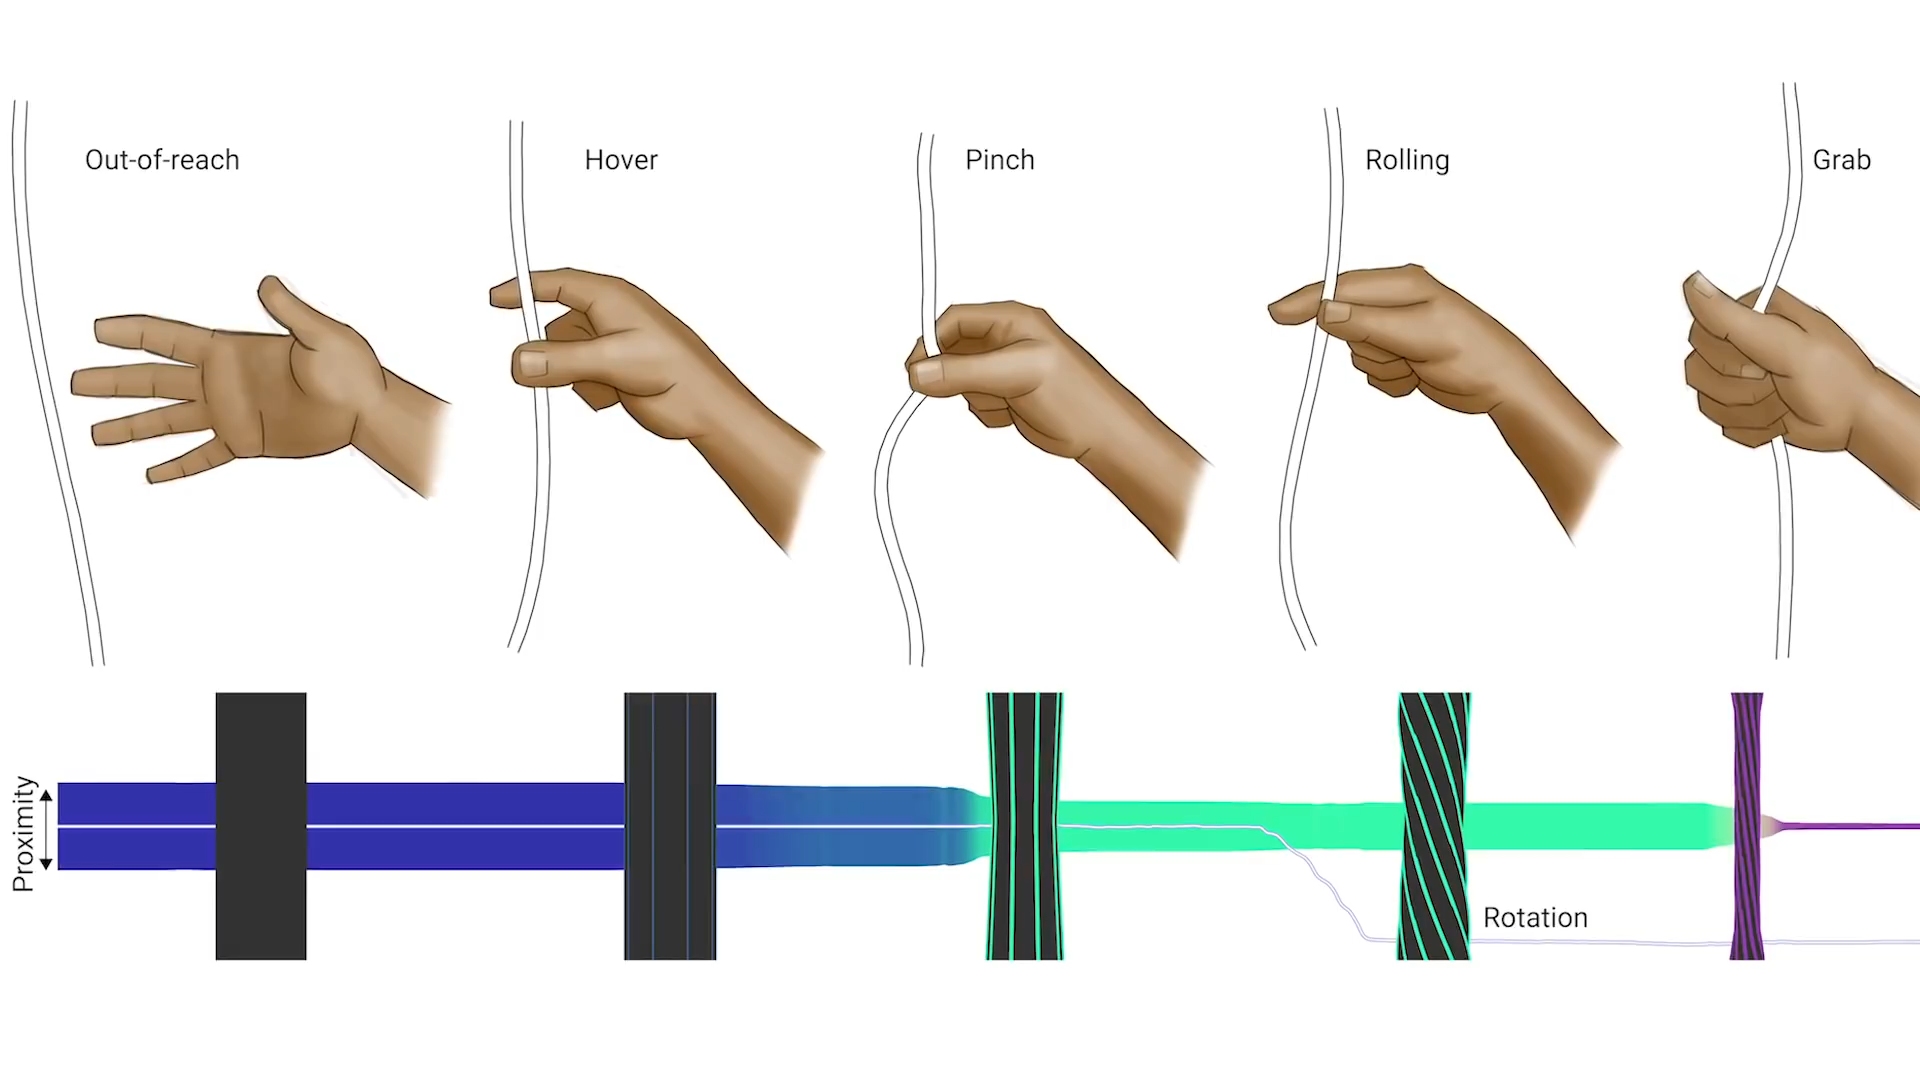 Out-of-reach
Hover
Pinch
Rolling
Grab
Proximity
Rotation